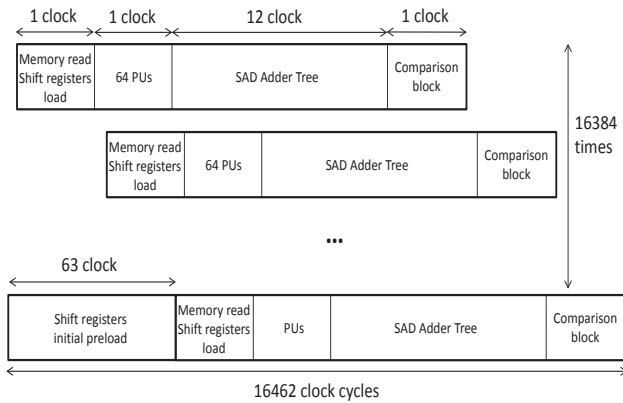 1 clock 1 clock 12 clock 1 clock
Memory read
Shift registers
load
64 PUs
SAD Adder Tree
Comparison
block
Memory read
Shift registers
load
64 PUs
SAD Adder Tree
Comparison
block
16384
times
...
63 clock
Shift registers
initial preload
Memory read
Shift registers
load
PUs
SAD Adder Tree
Comparison
block
16462 clock cycles